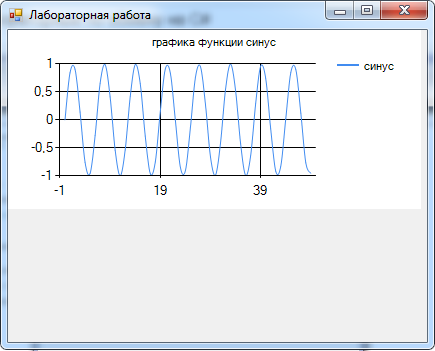 Лабораторная работа
графика функции синус
1
0,5
0
-0,5
-1
-1 19 39
синус